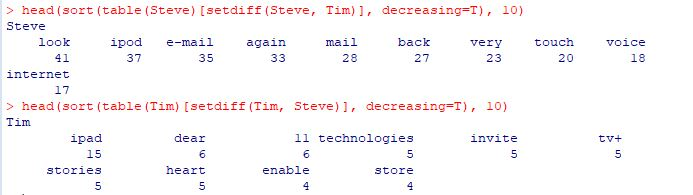 > head(sort(table(Steve)[setdiff(Steve, Tim)], decreasing=T), 10)
Steve
look ipod e-mail again mail back very touch voice
41 37 35 33 28 27 23 20 18
internet
17
> head(sort(table(Tim)[setdiff(Tim, Steve)], decreasing=T), 10)
Tim
ipad dear 11 technologies invite tv+
15 6 6 5 5 5
stories heart enable store
5 5 4 4